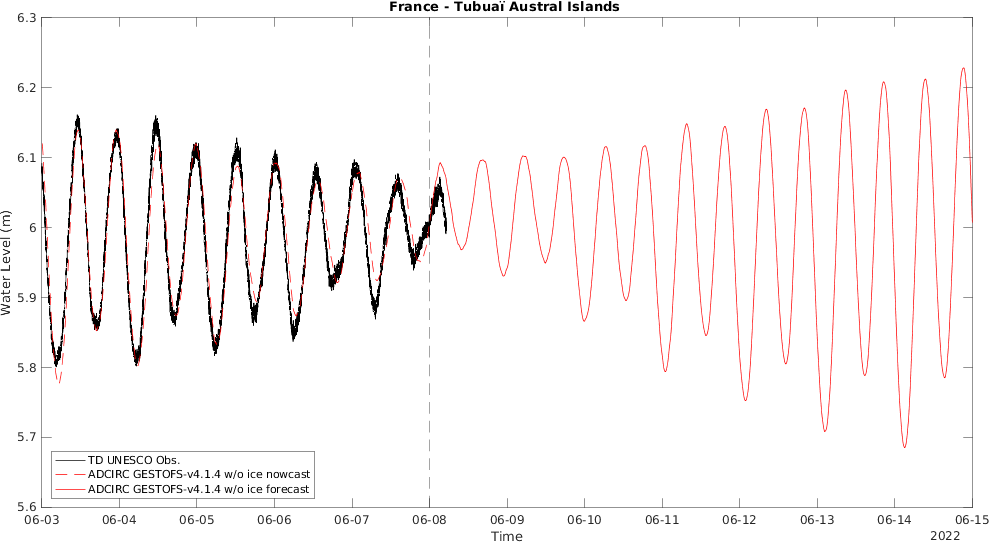 France - Tubuaï Austral Islands
6.3
6.2
6.1
6
5.9
5.8
5.7
5.6
Water Level (m)
TD UNESCO Obs.
ADCIRC GESTOFS-v4.1.4 w/o ice nowcast
ADCIRC GESTOFS-v4.1.4 w/o ice forecast
06-03 06-04 06-05 06-06 06-07 06-08 06-09 06-10 06-11 06-12 06-13 06-14 06-15
Time
2022